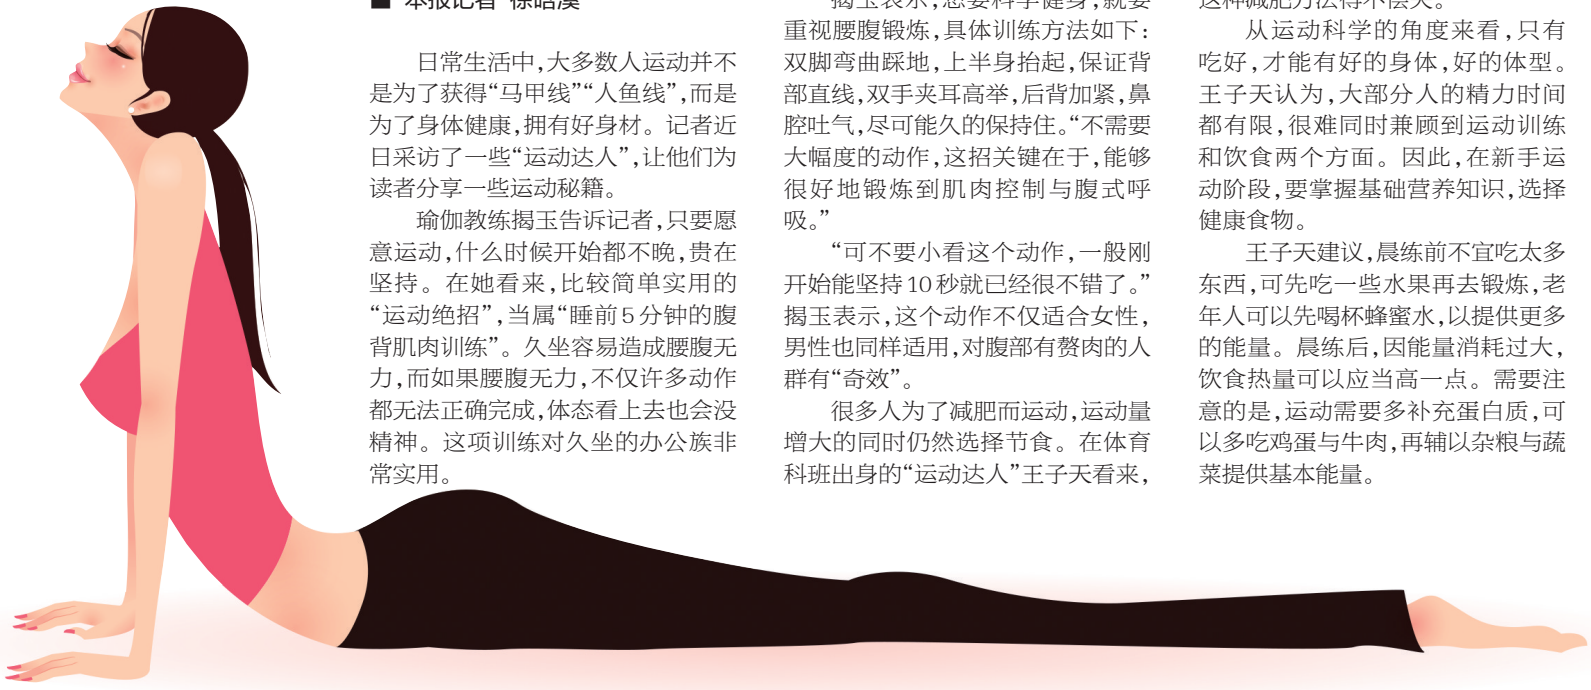 ■ 本报记者 徐晗溪
日常生活中，大多数人运动并不
是为了获得“马甲线”“人鱼线”，而是
为了身体健康，拥有好身材。记者近
日采访了一些“运动达人”，让他们为
读者分享一些运动秘籍。
瑜伽教练揭玉告诉记者，只要愿
意运动，什么时候开始都不晚，贵在
坚持。在她看来，比较简单实用的
“运动绝招”，当属“睡前5分钟的腹
背肌肉训练”。久坐容易造成腰腹无
力，而如果腰腹无力，不仅许多动作
都无法正确完成，体态看上去也会没
精神。这项训练对久坐的办公族非
常实用。
揭玉表示，想要科学健身，就要
重视腰腹锻炼，具体训练方法如下：
双脚弯曲踩地，上半身抬起，保证背
部直线，双手夹耳高举，后背加紧，鼻
腔吐气，尽可能久的保持住。“不需要
大幅度的动作，这招关键在于，能够
很好地锻炼到肌肉控制与腹式呼
吸。”
“可不要小看这个动作，一般刚
开始能坚持10秒就已经很不错了。”
揭玉表示，这个动作不仅适合女性，
男性也同样适用，对腹部有赘肉的人
群有“奇效”。
很多人为了减肥而运动，运动量
增大的同时仍然选择节食。在体育
科班出身的“运动达人”王子天看来，
这种减肥方法得不偿失。
从运动科学的角度来看，只有
吃好，才能有好的身体，好的体型。
王子天认为，大部分人的精力时间
都有限，很难同时兼顾到运动训练
和饮食两个方面。因此，在新手运
动阶段，要掌握基础营养知识，选择
健康食物。
王子天建议，晨练前不宜吃太多
东西，可先吃一些水果再去锻炼，老
年人可以先喝杯蜂蜜水，以提供更多
的能量。晨练后，因能量消耗过大，
饮食热量可以应当高一点。需要注
意的是，运动需要多补充蛋白质，可
以多吃鸡蛋与牛肉，再辅以杂粮与蔬
菜提供基本能量。